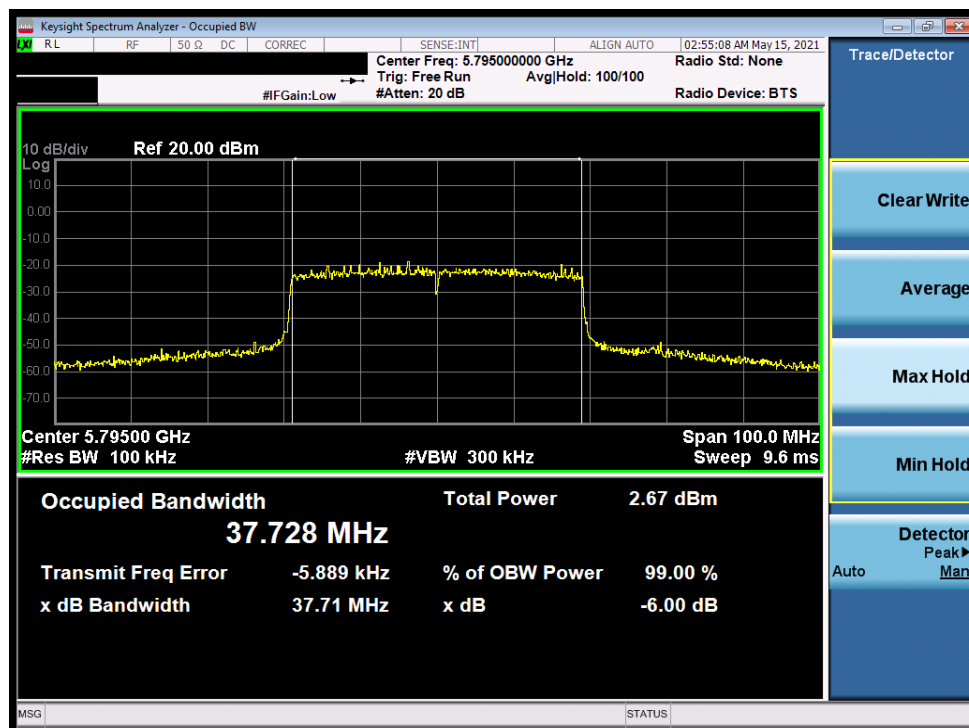 Keysight Spectrum Analyzer - Occupied BW
LXI RL RF 50 Ω DC CORREC SENSE:INT ALIGN AUTO 02:55:08 AM May 15, 2021
Center Freq: 5.795000000 GHz Radio Std: None
Trig: Free Run Avg|Hold: 100/100
#IFGain:Low #Atten: 20 dB Radio Device: BTS
10 dB/div Ref 20.00 dBm
Log
10.0
0.00
-10.0
-20.0
-30.0
-40.0
-50.0
-60.0
-70.0
Center 5.79500 GHz Span 100.0 MHz
#Res BW 100 kHz #VBW 300 kHz Sweep 9.6 ms
Occupied Bandwidth Total Power 2.67 dBm
37.728 MHz
Transmit Freq Error -5.889 kHz % of OBW Power 99.00 %
x dB Bandwidth 37.71 MHz x dB -6.00 dB
Trace/Detector
Clear Write
Average
Max Hold
Min Hold
Detector
Peak▶
Auto Man
MSG STATUS